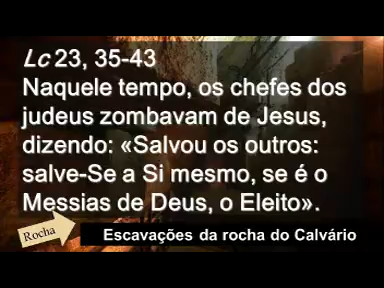 Lc 23, 35-43
Naquele tempo, os chefes dos
judeus zombavam de Jesus,
dizendo: «Salvou os outros:
salve-Se a Si mesmo, se é o
Messias de Deus, o Eleito».
Rocha
Escavações da rocha do Calvário